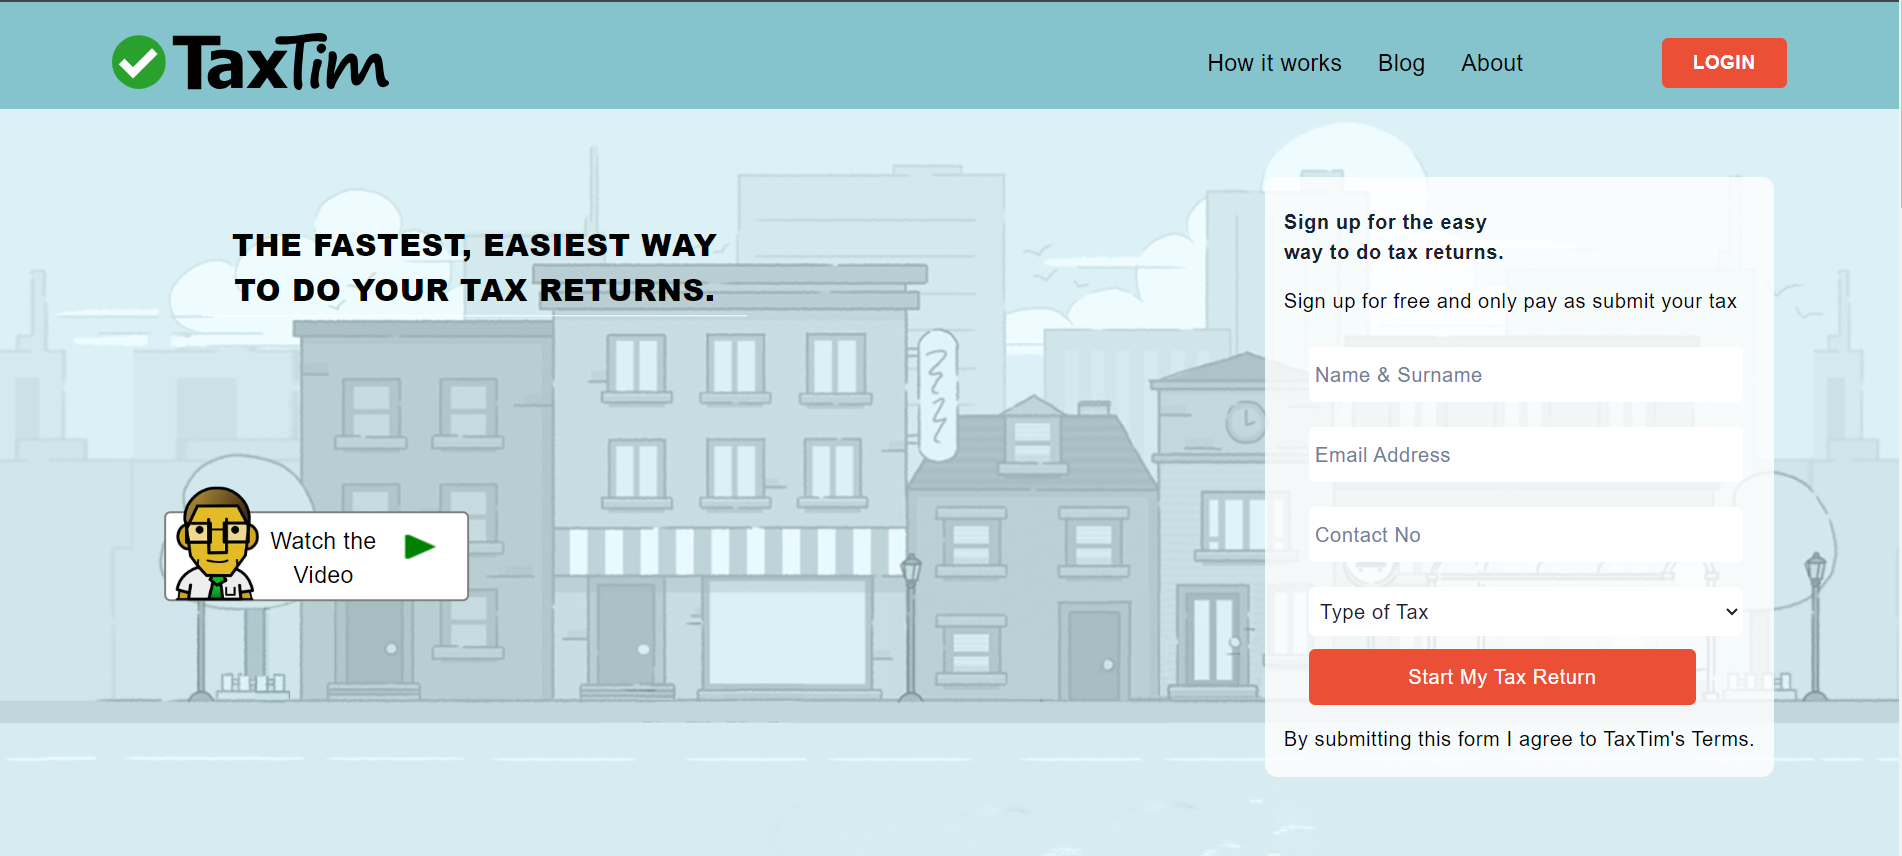 TaxTim
How it works
Blog
About
LOGIN
THE FASTEST, EASIEST WAY
TO DO YOUR TAX RETURNS.
Watch the
Video
Sign up for the easy
way to do tax returns.
Sign up for free and only pay as submit your tax
Name & Surname
Email Address
Contact No
Type of Tax
Start My Tax Return
By submitting this form I agree to TaxTim's Terms.